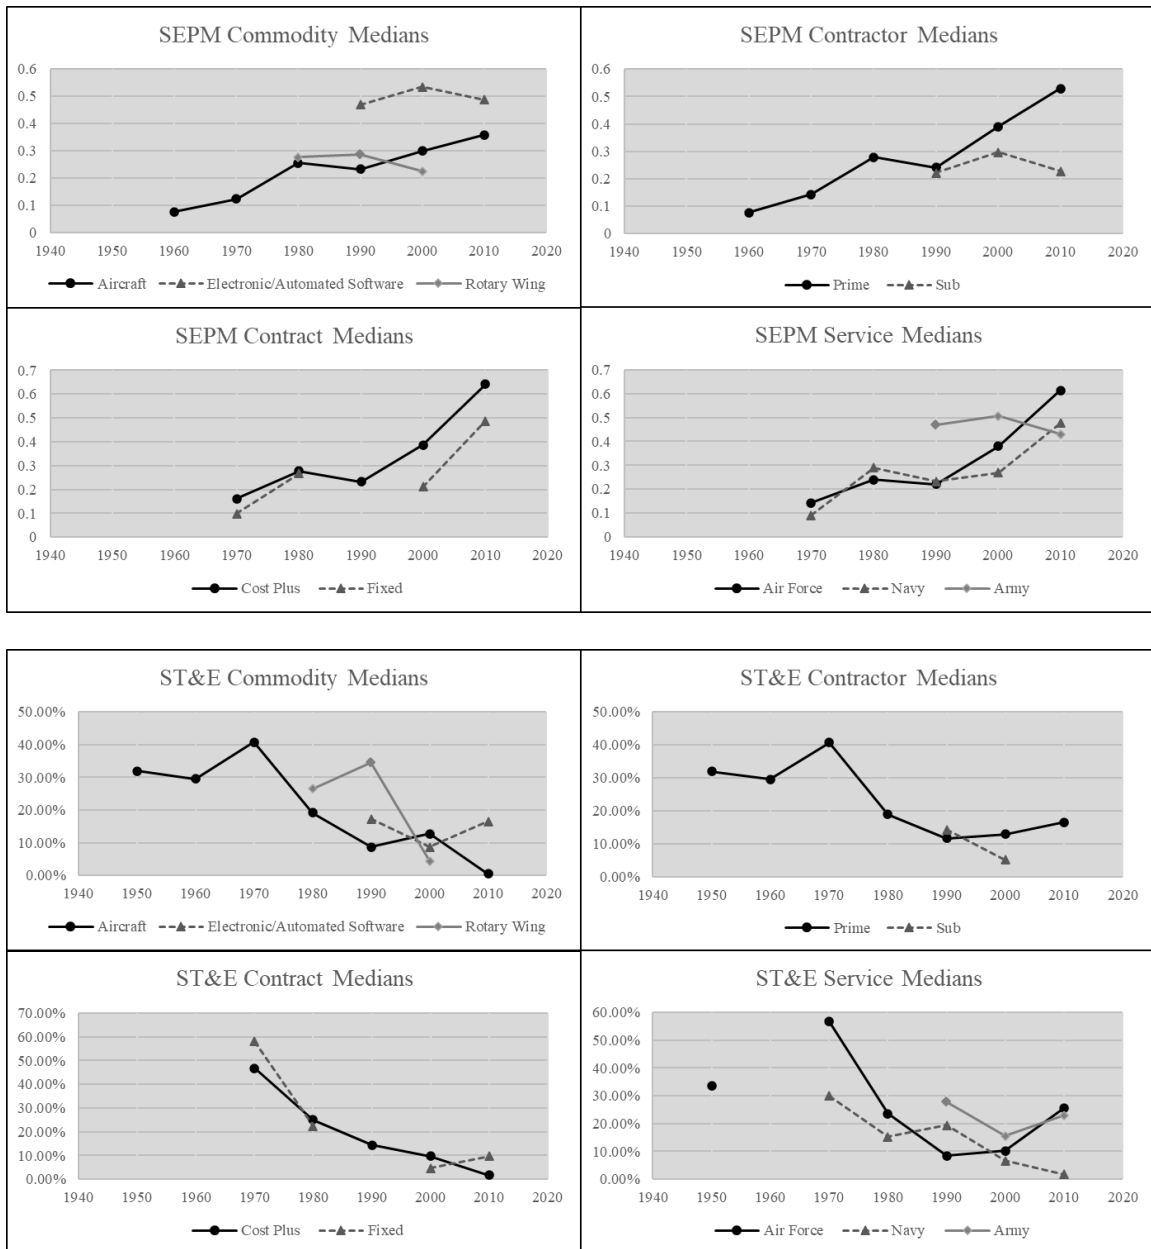 SEPM Commodity Medians
0.6
0.5
0.4
0.3
0.2
0.1
0
1940 1950 1960 1970 1980 1990 2000 2010 2020
Aircraft Electronic/Automated Software Rotary Wing
SEPM Contractor Medians
0.6
0.5
0.4
0.3
0.2
0.1
0
1940 1950 1960 1970 1980 1990 2000 2010 2020
Prime Sub
SEPM Contract Medians
0.7
0.6
0.5
0.4
0.3
0.2
0.1
0
1940 1950 1960 1970 1980 1990 2000 2010 2020
Cost Plus Fixed
SEPM Service Medians
0.7
0.6
0.5
0.4
0.3
0.2
0.1
0
1940 1950 1960 1970 1980 1990 2000 2010 2020
Air Force Navy Army
ST&E Commodity Medians
50.00%
40.00%
30.00%
20.00%
10.00%
0.00%
1940 1950 1960 1970 1980 1990 2000 2010 2020
Aircraft Electronic/Automated Software Rotary Wing
ST&E Contractor Medians
50.00%
40.00%
30.00%
20.00%
10.00%
0.00%
1940 1950 1960 1970 1980 1990 2000 2010 2020
Prime Sub
ST&E Contract Medians
70.00%
60.00%
50.00%
40.00%
30.00%
20.00%
10.00%
0.00%
1940 1950 1960 1970 1980 1990 2000 2010 2020
Cost Plus Fixed
ST&E Service Medians
60.00%
50.00%
40.00%
30.00%
20.00%
10.00%
0.00%
1940 1950 1960 1970 1980 1990 2000 2010 2020
Air Force Navy Army